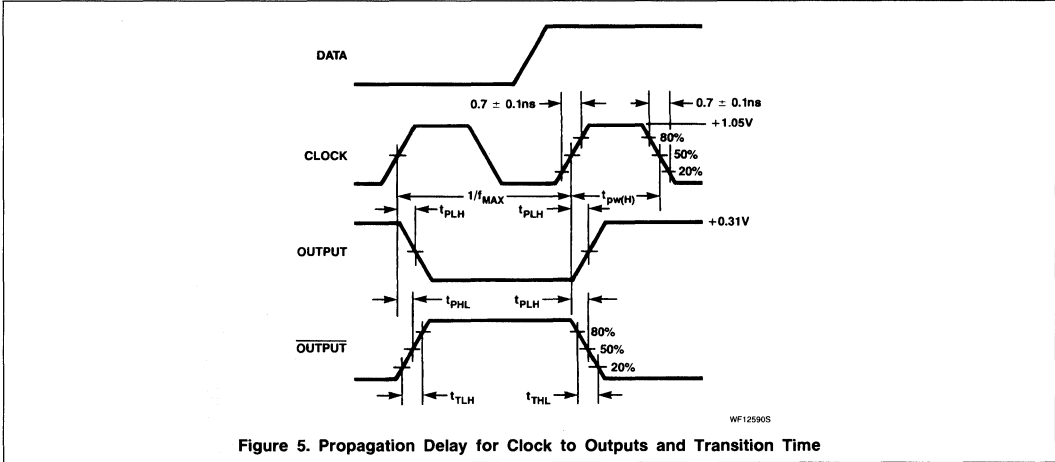 DATA
0.7 ± 0.1ns
0.7 ± 0.1ns
+1.05V
CLOCK
80%
50%
20%
1/fMAX
tpw(H)
tPLH
tPLH
+0.31V
OUTPUT
tPHL
tPLH
OUTPUT
80%
50%
20%
tTLH
tTHL
WF12590S
Figure 5. Propagation Delay for Clock to Outputs and Transition Time